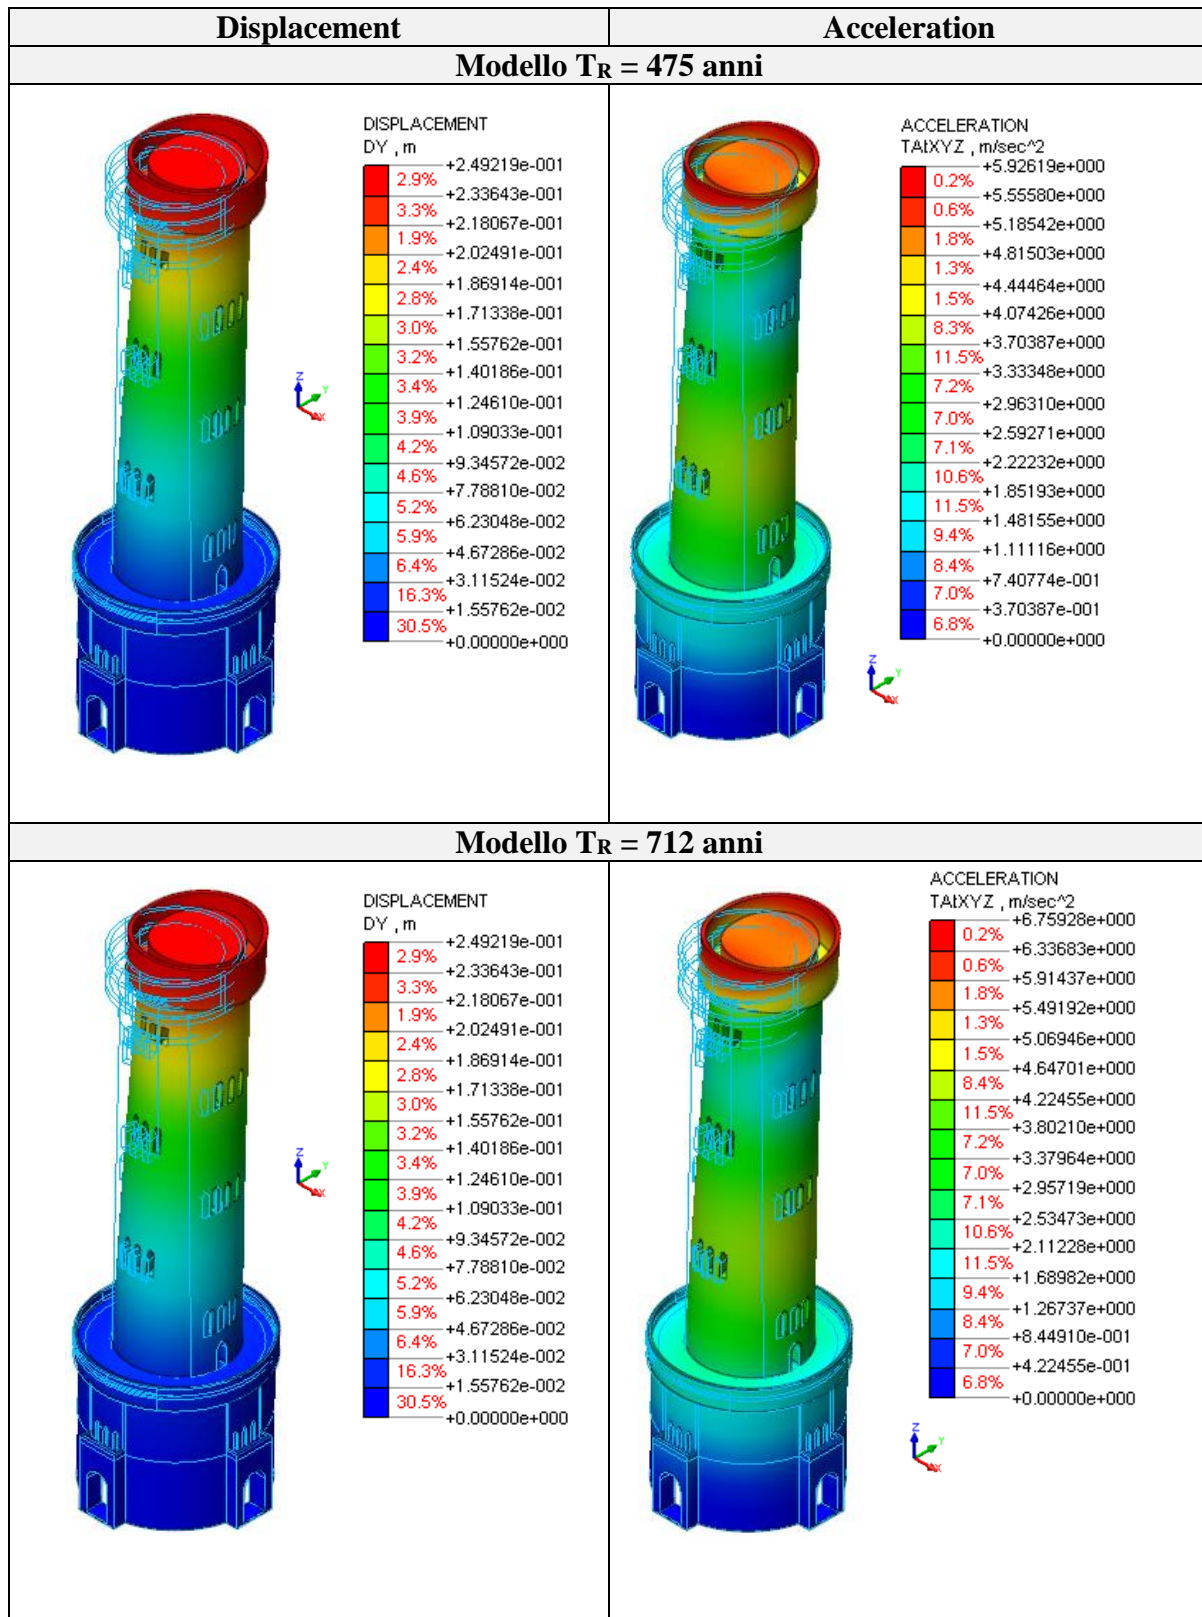 Displacement
Acceleration
Modello TR = 475 anni
DISPLACEMENT
DY , m
+2.49219e-001
2.9%
+2.33643e-001
3.3%
+2.18067e-001
1.9%
+2.02491e-001
2.4%
+1.86914e-001
2.8%
+1.71338e-001
3.0%
+1.55762e-001
3.2%
+1.40186e-001
3.4%
+1.24610e-001
3.9%
+1.09033e-001
4.2%
+9.34572e-002
4.6%
+7.78810e-002
5.2%
+6.23048e-002
5.9%
+4.67286e-002
6.4%
+3.11524e-002
16.3%
+1.55762e-002
30.5%
+0.00000e+000
Z
Y
X
ACCELERATION
TAtXYZ , m/sec^2
+5.92619e+000
0.2%
+5.55580e+000
0.6%
+5.18542e+000
1.8%
+4.81503e+000
1.3%
+4.44464e+000
1.5%
+4.07426e+000
8.3%
+3.70387e+000
11.5%
+3.33348e+000
7.2%
+2.96310e+000
7.0%
+2.59271e+000
7.1%
+2.22232e+000
10.6%
+1.85193e+000
11.5%
+1.48155e+000
9.4%
+1.11116e+000
8.4%
+7.40774e-001
7.0%
+3.70387e-001
6.8%
+0.00000e+000
Z
Y
X
Modello TR = 712 anni
DISPLACEMENT
DY , m
+2.49219e-001
2.9%
+2.33643e-001
3.3%
+2.18067e-001
1.9%
+2.02491e-001
2.4%
+1.86914e-001
2.8%
+1.71338e-001
3.0%
+1.55762e-001
3.2%
+1.40186e-001
3.4%
+1.24610e-001
3.9%
+1.09033e-001
4.2%
+9.34572e-002
4.6%
+7.78810e-002
5.2%
+6.23048e-002
5.9%
+4.67286e-002
6.4%
+3.11524e-002
16.3%
+1.55762e-002
30.5%
+0.00000e+000
Z
Y
X
ACCELERATION
TAtXYZ , m/sec^2
+6.75928e+000
0.2%
+6.33683e+000
0.6%
+5.91437e+000
1.8%
+5.49192e+000
1.3%
+5.06946e+000
1.5%
+4.64701e+000
8.4%
+4.22455e+000
11.5%
+3.80210e+000
7.2%
+3.37964e+000
7.0%
+2.95719e+000
7.1%
+2.53473e+000
10.6%
+2.11228e+000
11.5%
+1.68982e+000
9.4%
+1.26737e+000
8.4%
+8.44910e-001
7.0%
+4.22455e-001
6.8%
+0.00000e+000
Z
Y
X